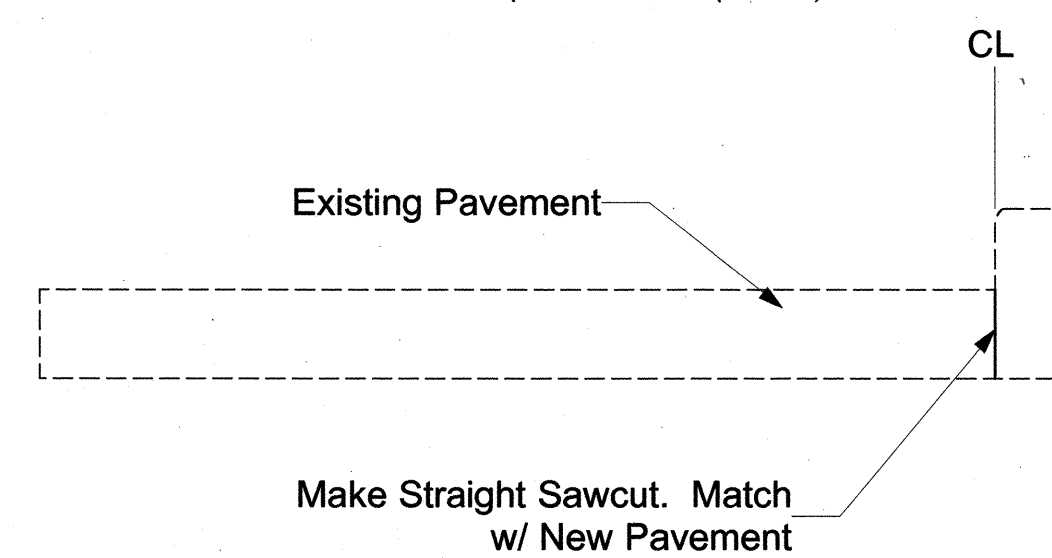 CL
Existing Pavement
Make Straight Sawcut.  Match
w/ New Pavement